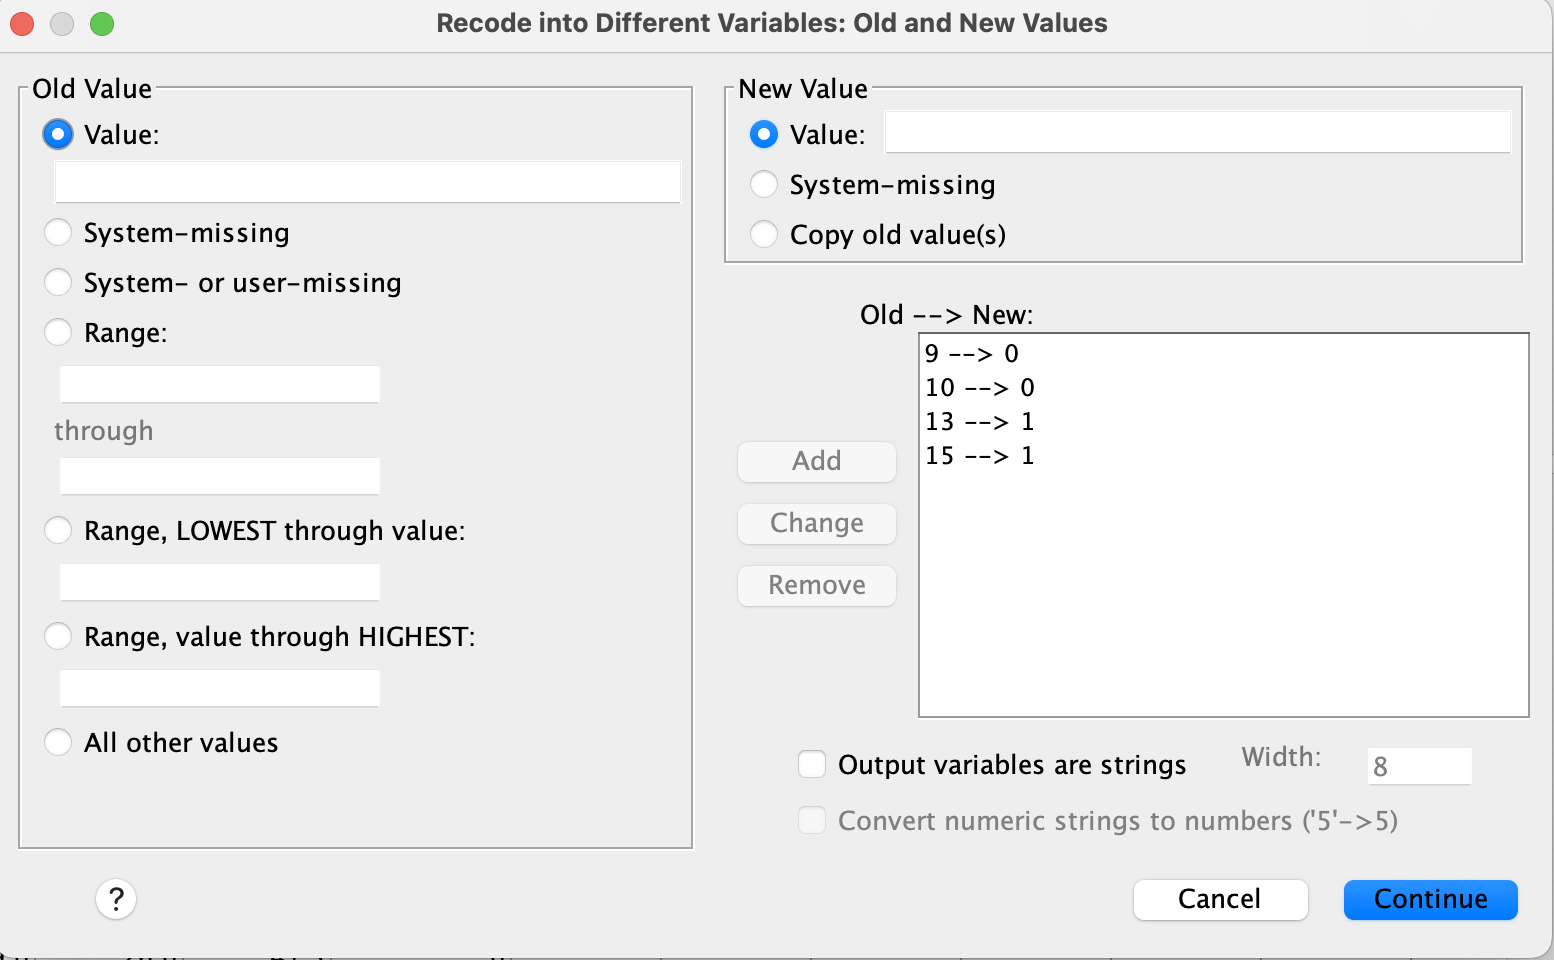 Recode into Different Variables: Old and New Values
Old Value
Value:
System-missing
System- or user-missing
Range:
through
Range, LOWEST through value:
Range, value through HIGHEST:
All other values
New Value
Value:
System-missing
Copy old value(s)
Old --> New:
9 --> 0
10 --> 0
13 --> 1
15 --> 1
Add
Change
Remove
Output variables are strings
Width:
8
Convert numeric strings to numbers ('5'->5)
?
Cancel
Continue